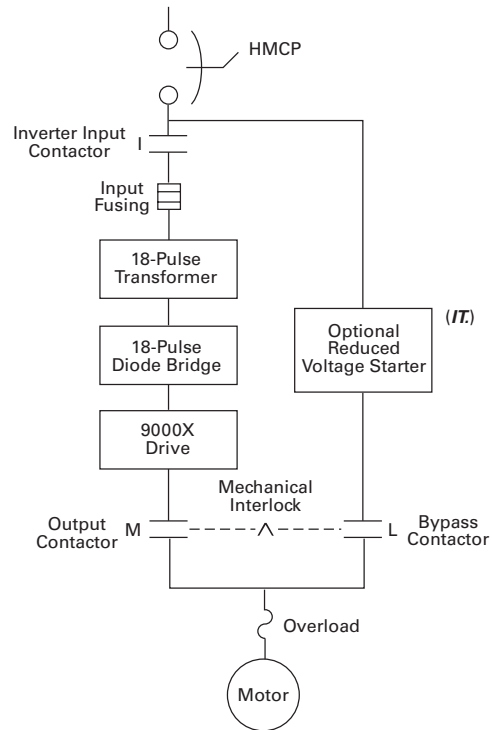 HMCP
Inverter Input
Contactor
I
Input
Fusing
18-Pulse
Transformer
18-Pulse
Diode Bridge
9000X
Drive
Optional
Reduced
Voltage Starter
(IT.)
Mechanical
Interlock
Output
Contactor
M
L
Bypass
Contactor
Overload
Motor